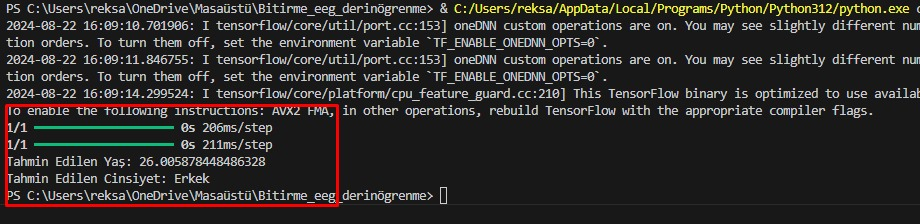 PS C:\Users\reksa\OneDrive\Masaüstü\Bitirme_eeg_derinögrenme> & C:/Users/reksa/AppData/Local/Programs/Python/Python312/python.exe
2024-08-22 16:09:10.701906: I tensorflow/core/util/port.cc:153] oneDNN custom operations are on. You may see slightly different
tion orders. To turn them off, set the environment variable `TF_ENABLE_ONEDNN_OPTS=0`.
2024-08-22 16:09:11.846755: I tensorflow/core/util/port.cc:153] oneDNN custom operations are on. You may see slightly different
tion orders. To turn them off, set the environment variable `TF_ENABLE_ONEDNN_OPTS=0`.
2024-08-22 16:09:14.299524: I tensorflow/core/platform/cpu_feature_guard.cc:210] This TensorFlow binary is optimized to use
To enable the following instructions: AVX2 FMA, in other operations, rebuild TensorFlow with the appropriate compiler flags.
1/1 ━━━━━━━━━━━━━━━━━━━━ 0s 206ms/step
1/1 ━━━━━━━━━━━━━━━━━━━━ 0s 211ms/step
Tahmin Edilen Yaş: 26.005878448486328
Tahmin Edilen Cinsiyet: Erkek
PS C:\Users\reksa\OneDrive\Masaüstü\Bitirme_eeg_derinögrenme>